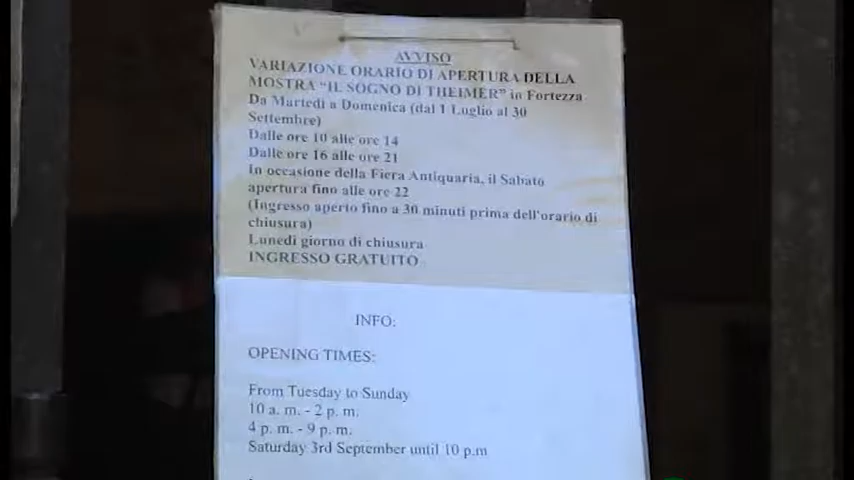 AVVISO
VARIAZIONE ORARIO DI APERTURA DELLA
MOSTRA "IL SOGNO DI THEIMER" in Fortezza
Da Martedì a Domenica (dal 1 Luglio al 30
Settembre)
Dalle ore 10 alle ore 14
Dalle ore 16 alle ore 21
In occasione della Fiera Antiquaria, il Sabato
apertura fino alle ore 22
(Ingresso aperto fino a 30 minuti prima dell'orario di
chiusura)
Lunedì giorno di chiusura
INGRESSO GRATUITO
INFO:
OPENING TIMES:
From Tuesday to Sunday
10 a. m. - 2 p. m.
4 p. m. - 9 p. m.
Saturday 3rd September until 10 p.m